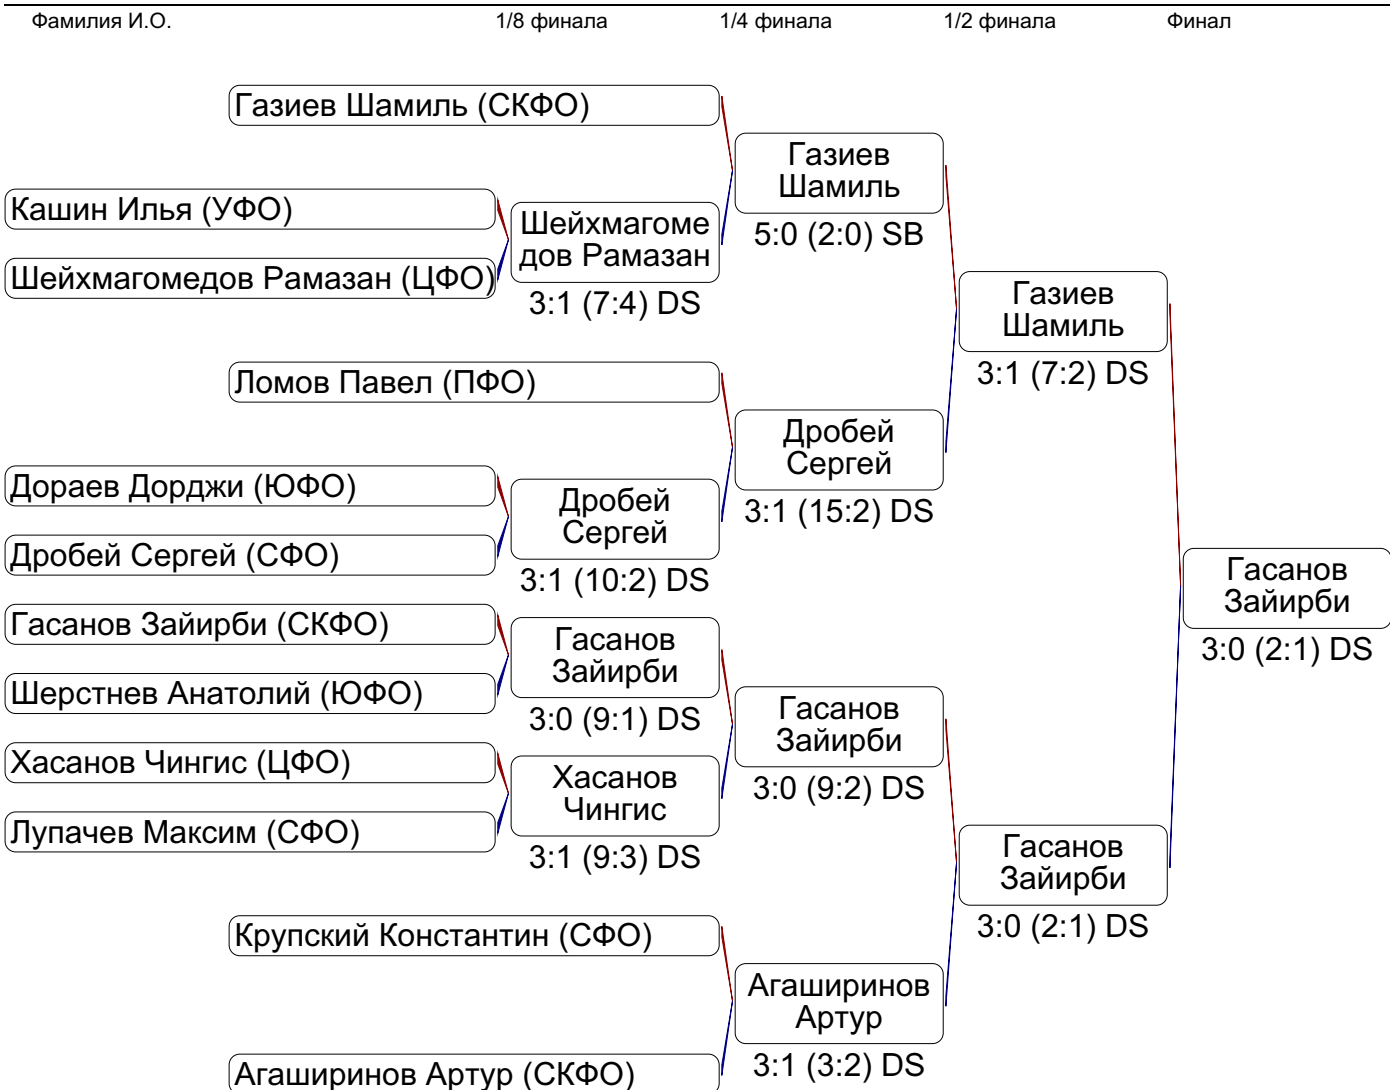 Фамилия И.О. 1/8 финала 1/4 финала 1/2 финала Финал
Газиев Шамиль (СКФО)
Газиев
Шамиль
5:0 (2:0) SB
Кашин Илья (УФО)
Шейхмагомедов Рамазан (ЦФО)
Шейхмагоме
дов Рамазан
3:1 (7:4) DS
Газиев
Шамиль
3:1 (7:2) DS
Ломов Павел (ПФО)
Дробей
Сергей
3:1 (15:2) DS
Дораев Дорджи (ЮФО)
Дробей Сергей (СФО)
Дробей
Сергей
3:1 (10:2) DS
Гасанов
Зайирби
3:0 (2:1) DS
Гасанов Зайирби (СКФО)
Шерстнев Анатолий (ЮФО)
Гасанов
Зайирби
3:0 (9:1) DS
Гасанов
Зайирби
3:0 (9:2) DS
Хасанов Чингис (ЦФО)
Лупачев Максим (СФО)
Хасанов
Чингис
3:1 (9:3) DS
Гасанов
Зайирби
3:0 (2:1) DS
Крупский Константин (СФО)
Агаширинов
Артур
3:1 (3:2) DS
Агаширинов Артур (СКФО)